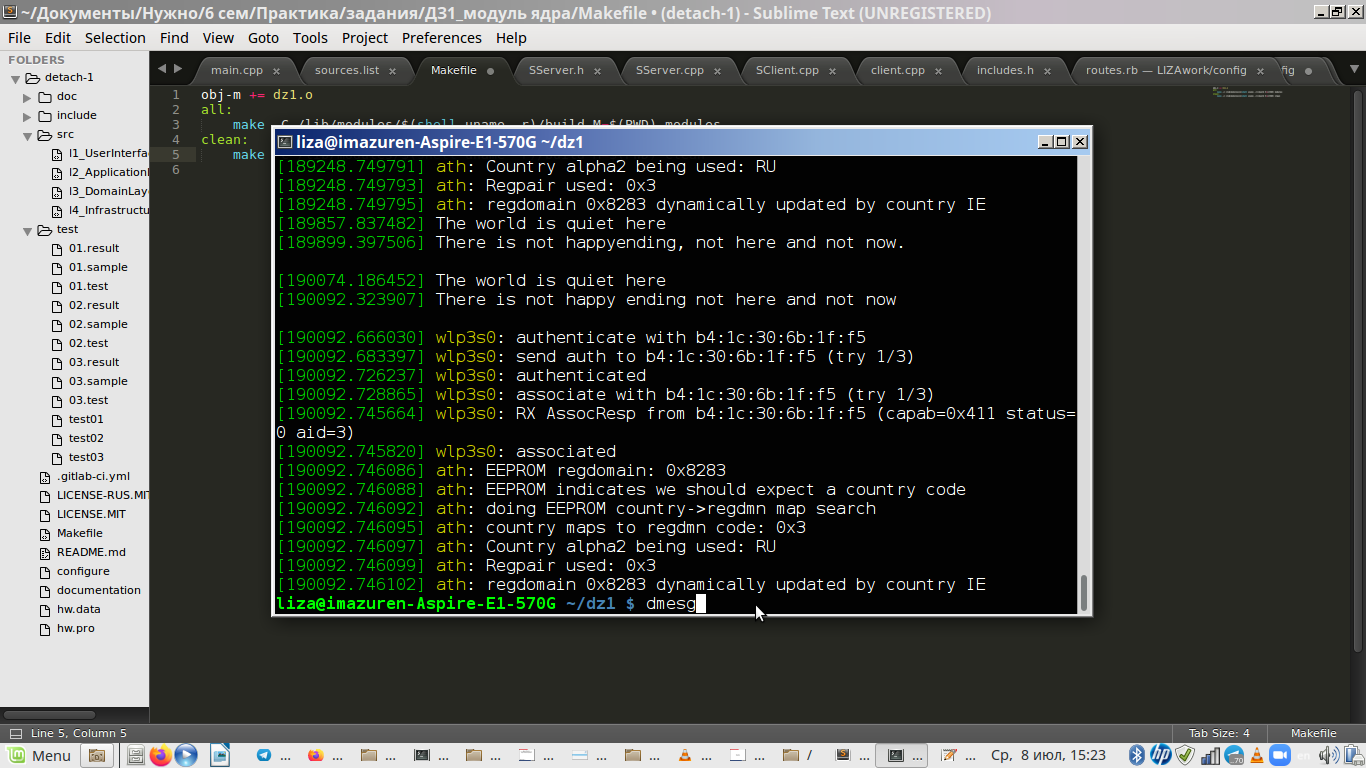 ~/Документы/Нужно/6 сем/Практика/задания/ДЗ1_модуль ядра/Makefile • (detach-1) - Sublime Text (UNREGISTERED)
File Edit Selection Find View Goto Tools Project Preferences Help
FOLDERS
detach-1
doc
include
src
l1_UserInterfa
l2_Application
l3_DomainLay
l4_Infrastructu
test
01.result
01.sample
01.test
02.result
02.sample
02.test
03.result
03.sample
03.test
test01
test02
test03
.gitlab-ci.yml
LICENSE-RUS.MIT
LICENSE.MIT
Makefile
README.md
configure
documentation
hw.data
hw.pro
main.cpp sources.list Makefile SServer.h SServer.cpp SClient.cpp client.cpp includes.h routes.rb — LIZAwork/config fig
1 obj-m += dz1.o
2 all:
3 make -C /lib/modules/$(shell uname -r)/build M=$(PWD) modules
4 clean:
5 make
6
liza@imazuren-Aspire-E1-570G ~/dz1
[189248.749791] ath: Country alpha2 being used: RU
[189248.749793] ath: Regpair used: 0x3
[189248.749795] ath: regdomain 0x8283 dynamically updated by country IE
[189857.837482] The world is quiet here
[189899.397506] There is not happyending, not here and not now.
[190074.186452] The world is quiet here
[190092.323907] There is not happy ending not here and not now
[190092.666030] wlp3s0: authenticate with b4:1c:30:6b:1f:f5
[190092.683397] wlp3s0: send auth to b4:1c:30:6b:1f:f5 (try 1/3)
[190092.726237] wlp3s0: authenticated
[190092.728865] wlp3s0: associate with b4:1c:30:6b:1f:f5 (try 1/3)
[190092.745664] wlp3s0: RX AssocResp from b4:1c:30:6b:1f:f5 (capab=0x411 status=
0 aid=3)
[190092.745820] wlp3s0: associated
[190092.746086] ath: EEPROM regdomain: 0x8283
[190092.746088] ath: EEPROM indicates we should expect a country code
[190092.746092] ath: doing EEPROM country->regdmn map search
[190092.746095] ath: country maps to regdmn code: 0x3
[190092.746097] ath: Country alpha2 being used: RU
[190092.746099] ath: Regpair used: 0x3
[190092.746102] ath: regdomain 0x8283 dynamically updated by country IE
liza@imazuren-Aspire-E1-570G ~/dz1 $ dmesg
Line 5, Column 5 Tab Size: 4 Makefile
Menu ... ... ... ... ... ... ... ... ... ... / ... ... ... Ср, 8 июл, 15:23 hp 70 en